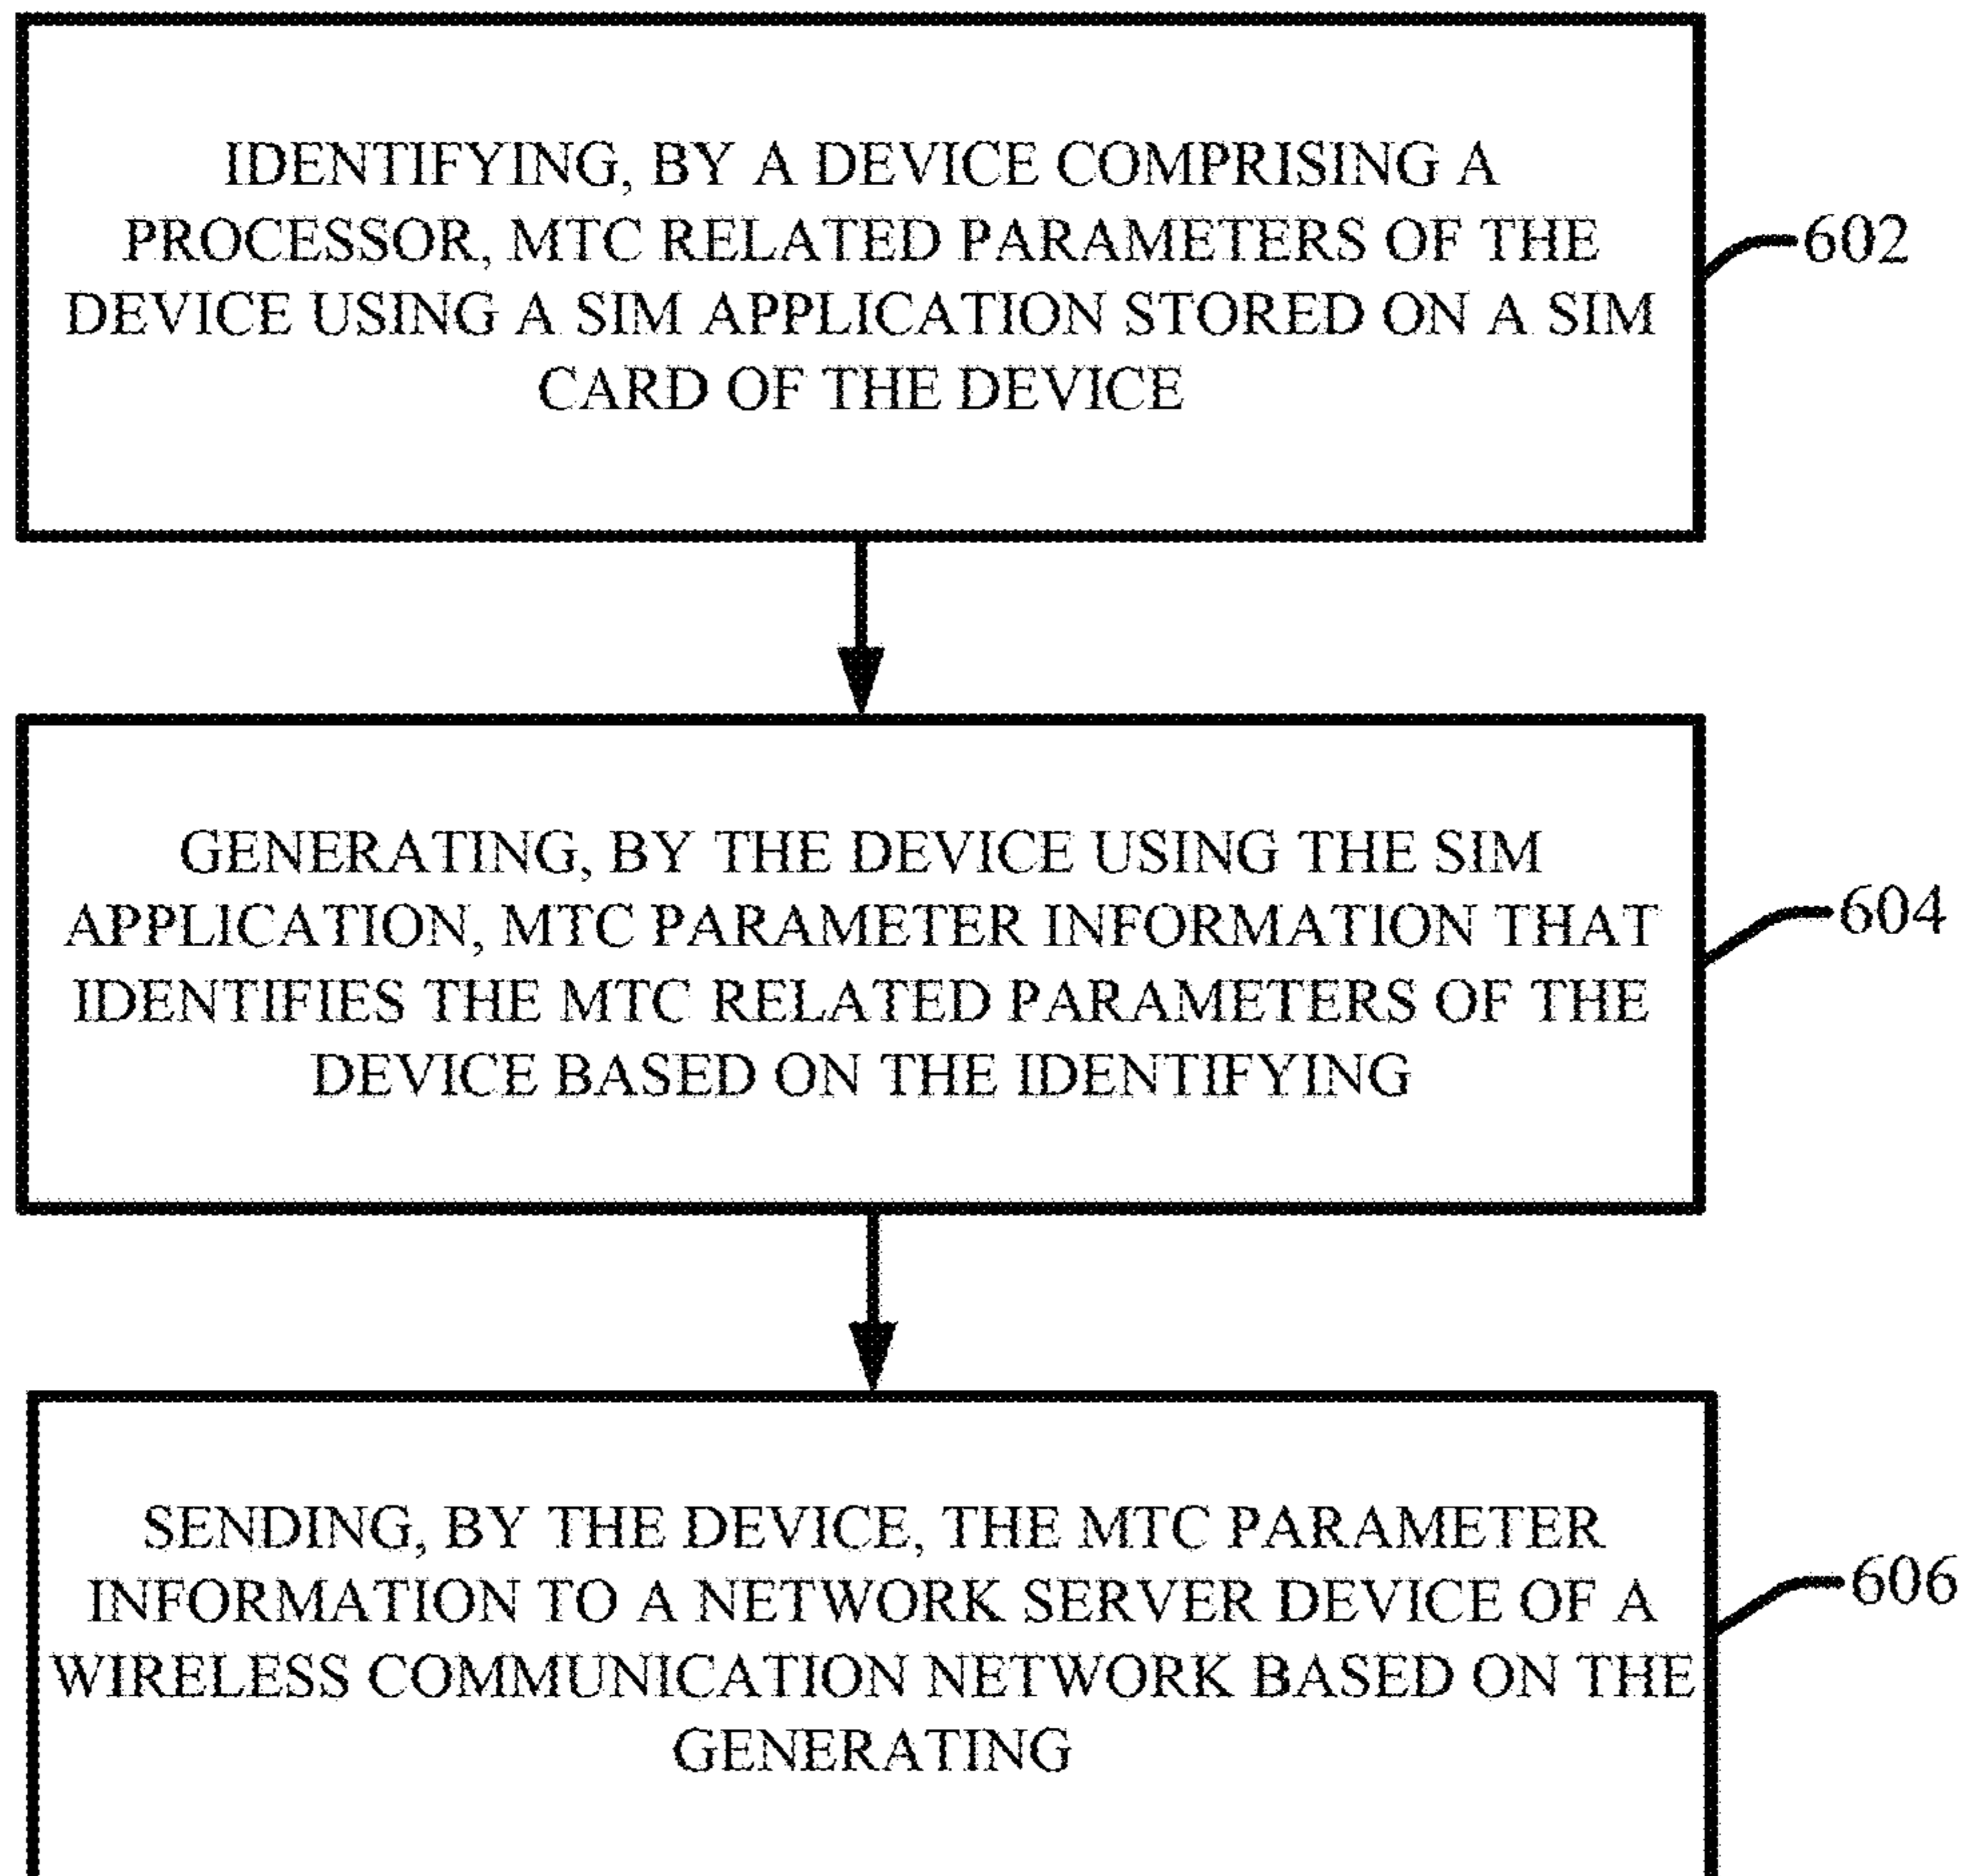 IDENTIFYING, BY A DEVICE COMPRISING A
PROCESSOR, MTC RELATED PARAMETERS OF THE
DEVICE USING A SIM APPLICATION STORED ON A SIM
CARD OF THE DEVICE
602
GENERATING, BY THE DEVICE USING THE SIM
APPLICATION, MTC PARAMETER INFORMATION THAT
IDENTIFIES THE MTC RELATED PARAMETERS OF THE
DEVICE BASED ON THE IDENTIFYING
604
SENDING, BY THE DEVICE, THE MTC PARAMETER
INFORMATION TO A NETWORK SERVER DEVICE OF A
WIRELESS COMMUNICATION NETWORK BASED ON THE
GENERATING
606